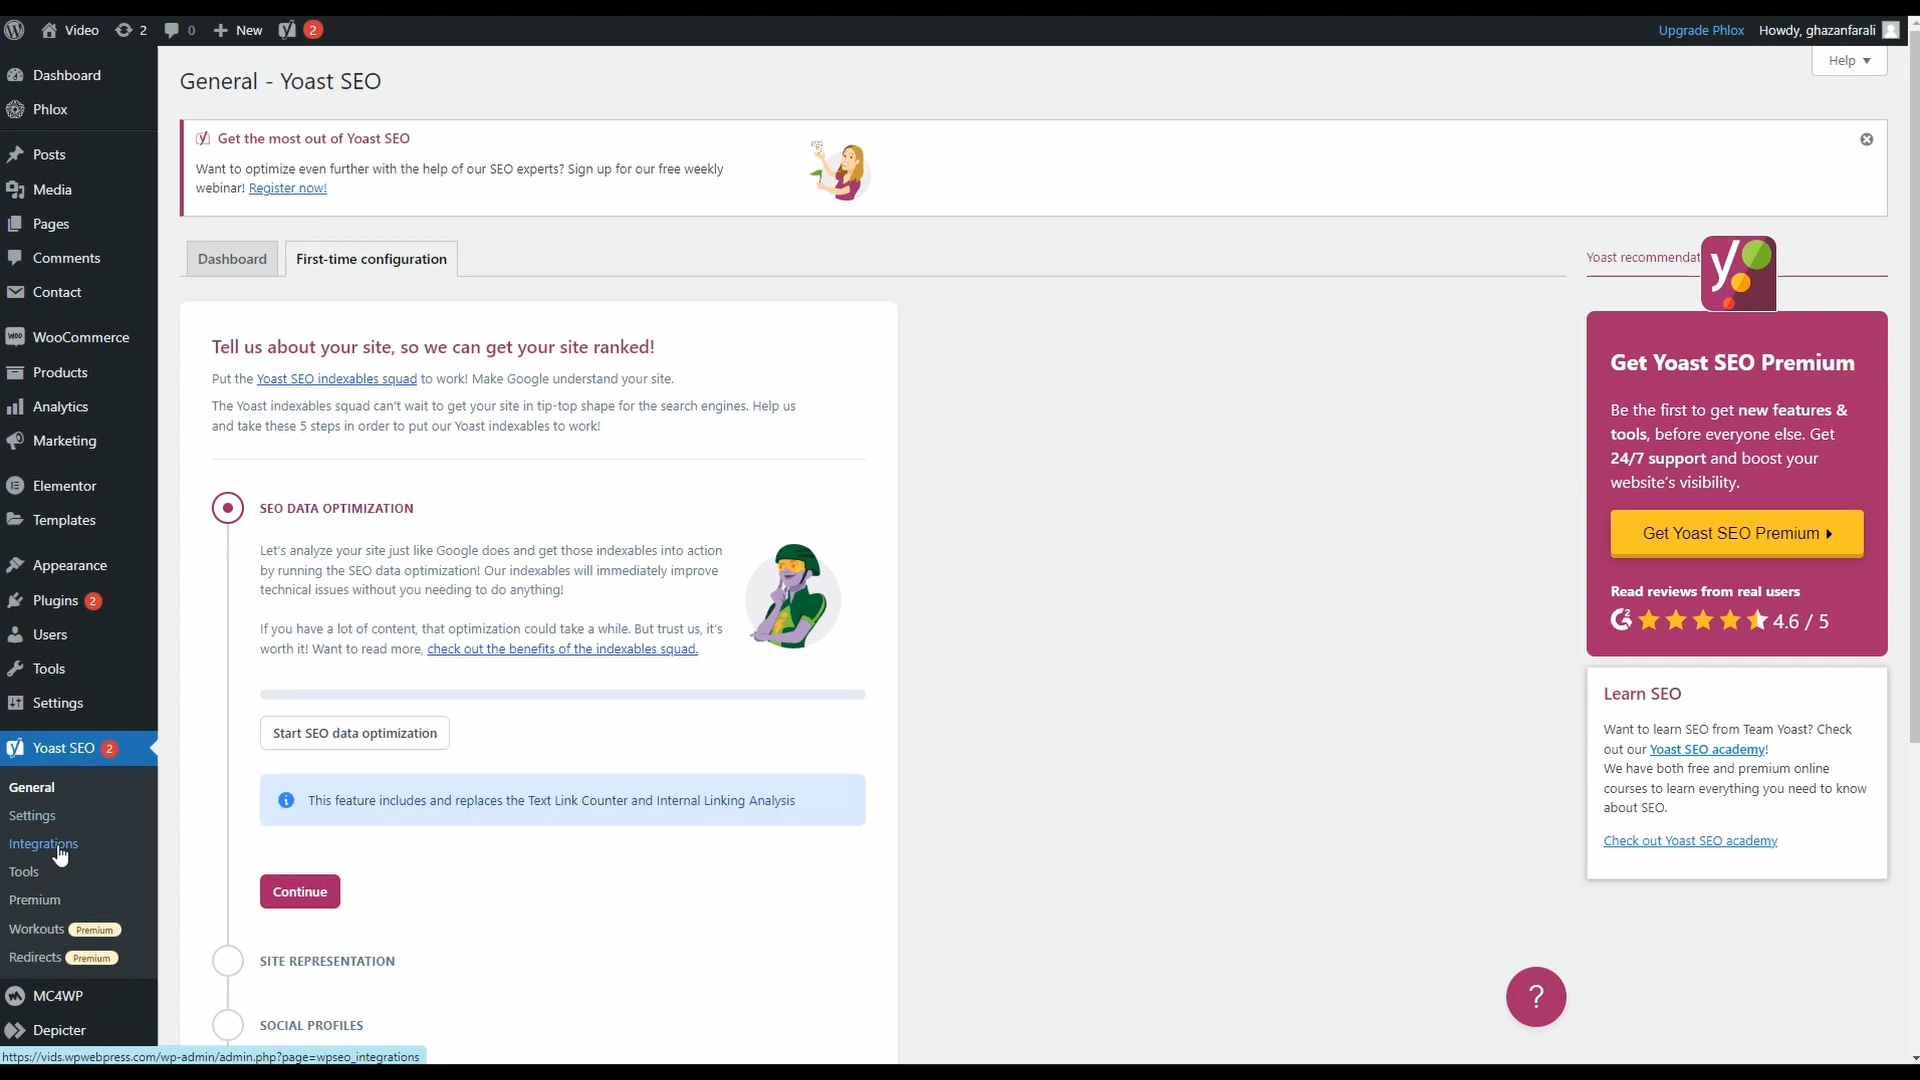 Video
2
0
New
2
Upgrade Phlox
Howdy, ghazanfarali
Help
Dashboard
Phlox
Posts
Media
Pages
Comments
Contact
WooCommerce
Products
Analytics
Marketing
Elementor
Templates
Appearance
Plugins 2
Users
Tools
Settings
Yoast SEO 2
General
Settings
Integrations
Tools
Premium
Workouts Premium
Redirects Premium
MC4WP
Depicter
https://vids.wpwebpress.com/wp-admin/admin.php?page=wpseo_integrations
General - Yoast SEO
Get the most out of Yoast SEO
Want to optimize even further with the help of our SEO experts? Sign up for our free weekly
webinar! Register now!
Dashboard
First-time configuration
Tell us about your site, so we can get your site ranked!
Put the Yoast SEO indexables squad to work! Make Google understand your site.
The Yoast indexables squad can't wait to get your site in tip-top shape for the search engines. Help us
and take these 5 steps in order to put our Yoast indexables to work!
SEO DATA OPTIMIZATION
Let's analyze your site just like Google does and get those indexables into action
by running the SEO data optimization! Our indexables will immediately improve
technical issues without you needing to do anything!
If you have a lot of content, that optimization could take a while. But trust us, it's
worth it! Want to read more, check out the benefits of the indexables squad.
Start SEO data optimization
This feature includes and replaces the Text Link Counter and Internal Linking Analysis
Continue
SITE REPRESENTATION
SOCIAL PROFILES
Yoast recommendat
Get Yoast SEO Premium
Be the first to get new features &
tools, before everyone else. Get
24/7 support and boost your
website's visibility.
Get Yoast SEO Premium
Read reviews from real users
4.6 / 5
Learn SEO
Want to learn SEO from Team Yoast? Check
out our Yoast SEO academy!
We have both free and premium online
courses to learn everything you need to know
about SEO.
Check out Yoast SEO academy
?